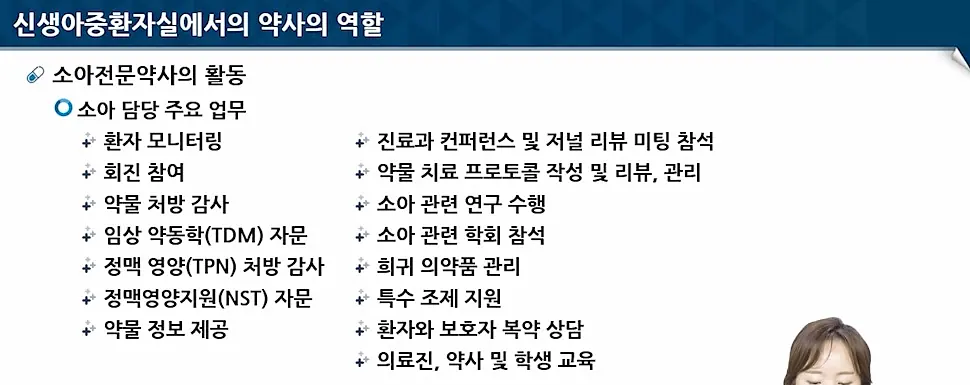 신생아중환자실에서의 약사의 역할
소아전문약사의 활동
소아 담당 주요 업무
환자 모니터링
회진 참여
약물 처방 감사
임상 약동학(TDM) 자문
정맥 영양(TPN) 처방 감사
정맥영양지원(NST) 자문
약물 정보 제공
진료과 컨퍼런스 및 저널 리뷰 미팅 참석
약물 치료 프로토콜 작성 및 리뷰, 관리
소아 관련 연구 수행
소아 관련 학회 참석
희귀 의약품 관리
특수 조제 지원
환자와 보호자 복약 상담
의료진, 약사 및 학생 교육